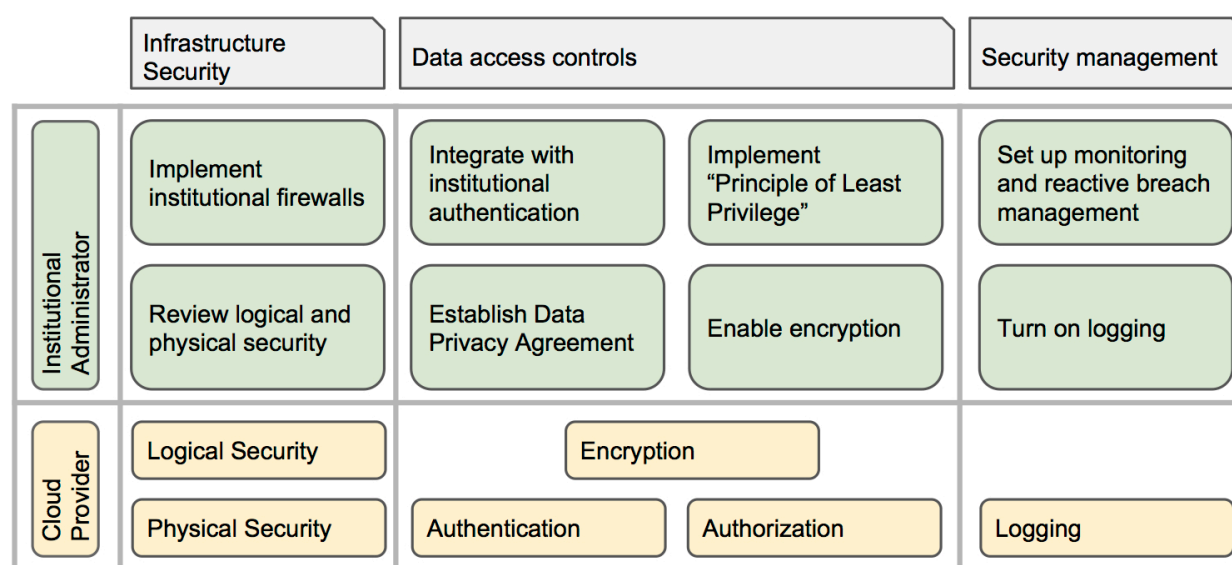 Infrastructure
Security
Data access controls
Security management
Institutional
Administrator
Implement
institutional firewalls
Integrate with
institutional
authentication
Implement
“Principle of Least
Privilege”
Set up monitoring
and reactive breach
management
Review logical and
physical security
Establish Data
Privacy Agreement
Enable encryption
Turn on logging
Cloud
Provider
Logical Security
Encryption
Physical Security
Authentication
Authorization
Logging